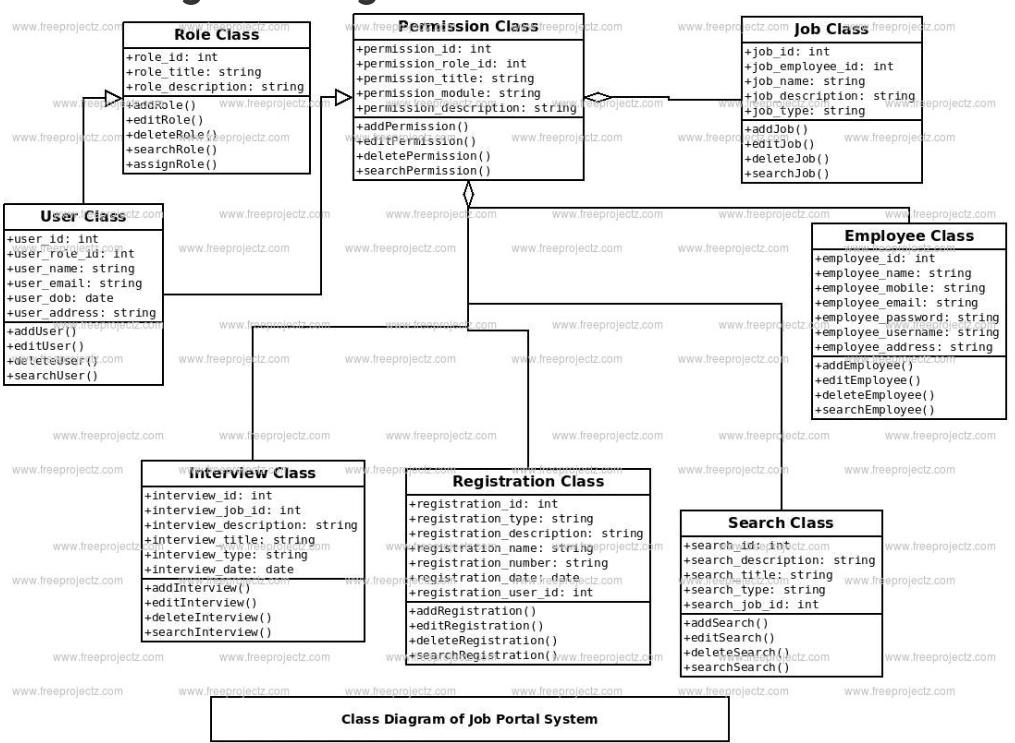 Role Class
+role_id: int
+role_title: string
+role_description: string
+addRole()
+editRole()
+deleteRole()
+searchRole()
+assignRole()
Permission Class
+permission_id: int
+permission_role_id: int
+permission_title: string
+permission_module: string
+permission_description: string
+addPermission()
+editPermission()
+deletePermission()
+searchPermission()
Job Class
+job_id: int
+job_employee_id: int
+job_name: string
+job_description: string
+job_type: string
+addJob()
+editJob()
+deleteJob()
+searchJob()
User Class
+user_id: int
+user_role_id: int
+user_name: string
+user_email: string
+user_dob: date
+user_address: string
+addUser()
+editUser()
+deleteUser()
+searchUser()
Employee Class
+employee_id: int
+employee_name: string
+employee_mobile: string
+employee_email: string
+employee_password: string
+employee_username: string
+employee_address: string
+addEmployee()
+editEmployee()
+deleteEmployee()
+searchEmployee()
Interview Class
+interview_id: int
+interview_job_id: int
+interview_description: string
+interview_title: string
+interview_type: string
+interview_date: date
+addInterview()
+editInterview()
+deleteInterview()
+searchInterview()
Registration Class
+registration_id: int
+registration_type: string
+registration_description: string
+registration_name: string
+registration_number: string
+registration_date: date
+registration_user_id: int
+addRegistration()
+editRegistration()
+deleteRegistration()
+searchRegistration()
Search Class
+search_id: int
+search_description: string
+search_title: string
+search_type: string
+search_job_id: int
+addSearch()
+editSearch()
+deleteSearch()
+searchSearch()
Class Diagram of Job Portal System
www.freeprojectz.com